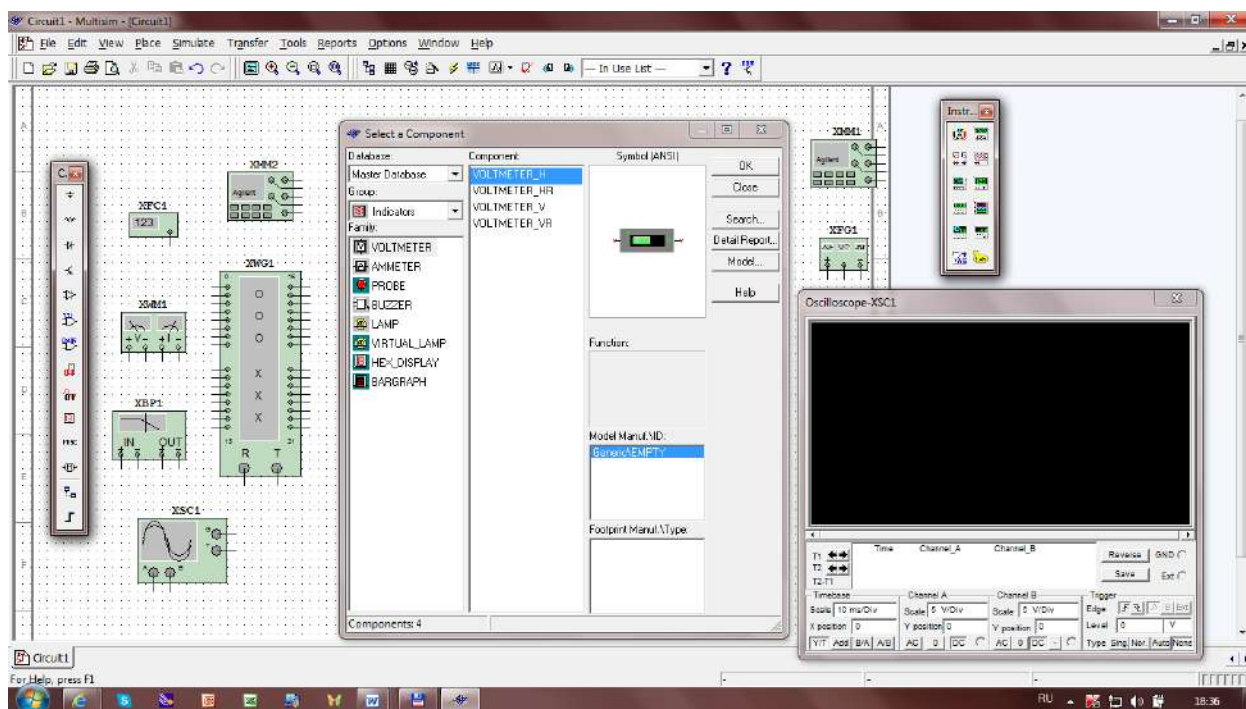 Circuit1 - Multisim - [Circuit1]
File Edit View Place Simulate Transfer Tools Reports Options Window Help
--- In Use List ---
Instr...
C...
XMM2
Agilent
XFC1
123
XWG1
O
O
O
X
X
X
R T
XWM1
+ V - + I -
XBP1
IN OUT
XSC1
Select a Component
Database:
Master Database
Group:
Indicators
Family:
VOLTMETER
AMMETER
PROBE
BUZZER
LAMP
VIRTUAL_LAMP
HEX_DISPLAY
BARGRAPH
Component:
VOLTMETER_H
VOLTMETER_HR
VOLTMETER_V
VOLTMETER_VR
Symbol (ANSI)
Function:
Model Manuf.\ID:
Generic\EMPTY
Footprint Manuf.\Type:
OK
Close
Search...
Detail Report...
Model...
Help
Components: 4
XMM1
Agilent
XFG1
Oscilloscope-XSC1
Time Channel_A Channel_B
T1
T2
T2-T1
Reverse GND
Save Ext
Timebase
Scale 10 ms/Div
X position 0
Y/T Add B/A A/B
Channel A
Scale 5 V/Div
Y position 0
AC 0 DC
Channel B
Scale 5 V/Div
Y position 0
AC 0 DC -
Trigger
Edge Ext
Level 0 V
Type Sing. Nor. Auto None
Circuit1
For Help, press F1
RU
18:36